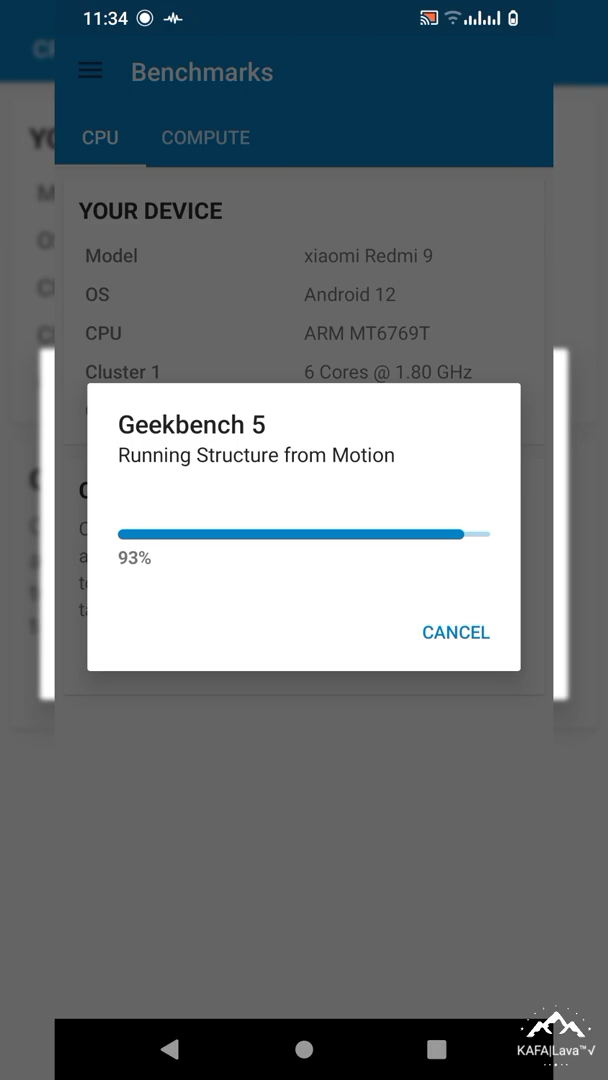 11:34
Benchmarks
CPU COMPUTE
YOUR DEVICE
Model xiaomi Redmi 9
OS Android 12
CPU ARM MT6769T
Cluster 1 6 Cores @ 1.80 GHz
Geekbench 5
Running Structure from Motion
93%
CANCEL
KAFA|Lava™√